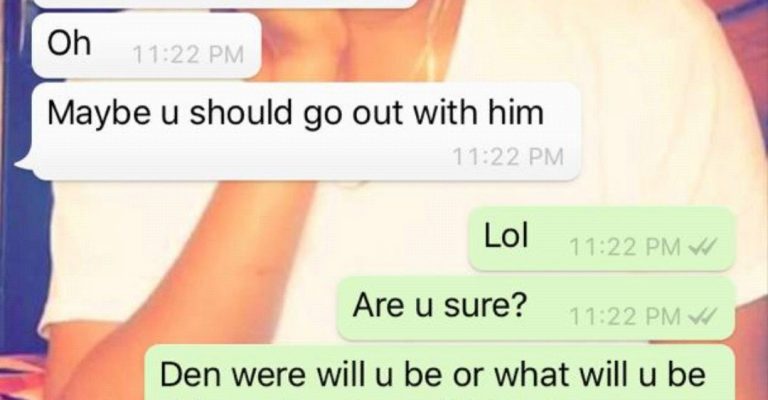 Oh 11:22 PM
Maybe u should go out with him
11:22 PM
Lol 11:22 PM
Are u sure? 11:22 PM
Den were will u be or what will u be